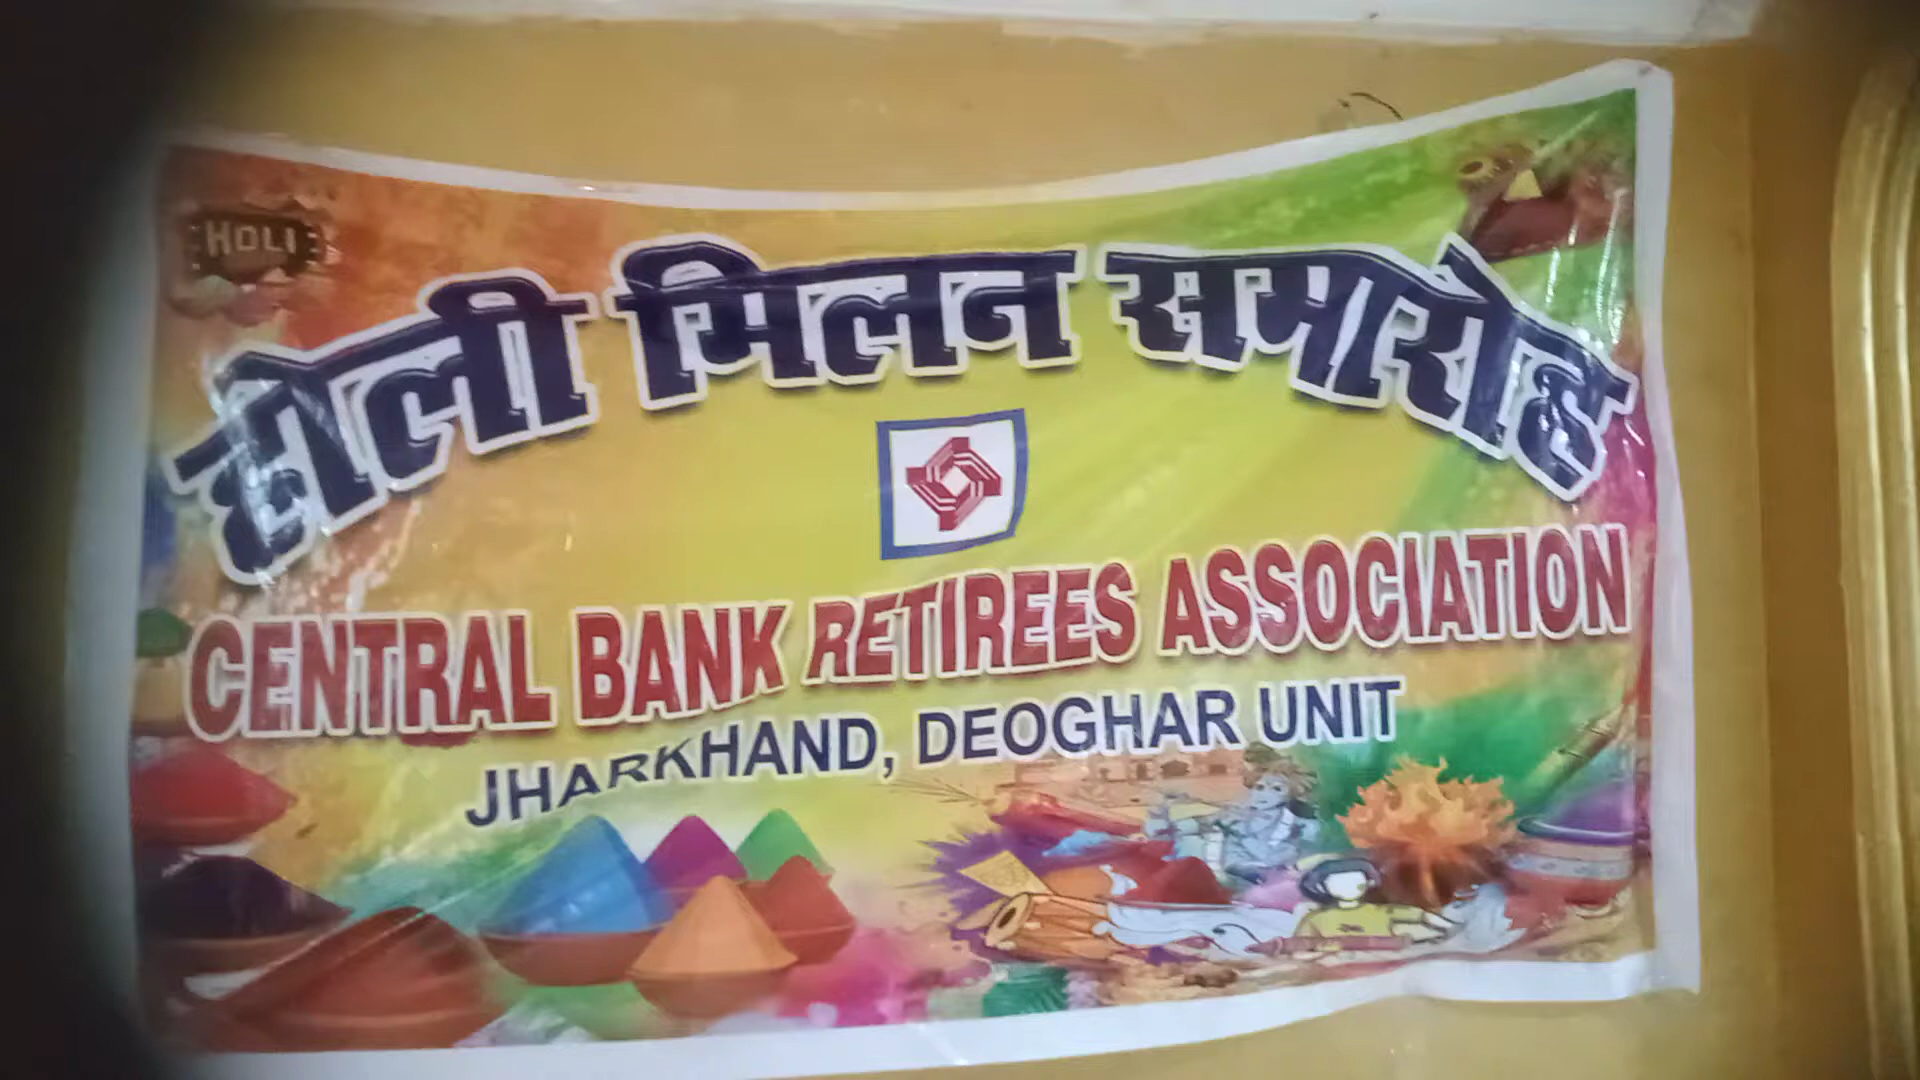 HOLI
होली मिलन समारोह
CENTRAL BANK RETIREES ASSOCIATION
JHARKHAND, DEOGHAR UNIT